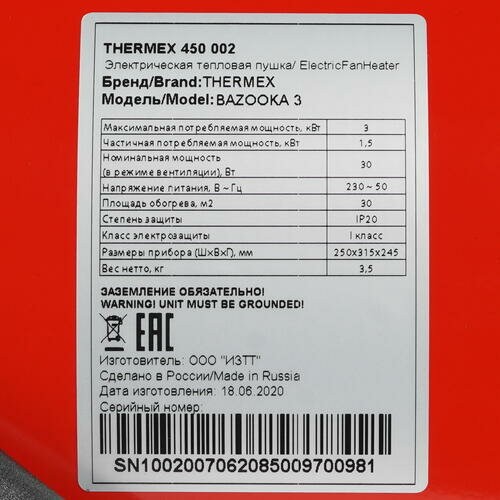 THERMEX 450 002
Электрическая тепловая пушка/ ElectricFanHeater
Бренд/Brand:THERMEX
Модель/Model:BAZOOKA 3
Максимальная потребляемая мощность, кВт 3
Частичная потребляемая мощность, кВт 1,5
Номинальная мощность
(в режиме вентиляции), Вт 30
Напряжение питания, В ~ Гц 230 ~ 50
Площадь обогрева, м2 30
Степень защиты IP20
Класс электрозащиты I класс
Размеры прибора (ШхВхГ), мм 250х315х245
Вес нетто, кг 3,5
ЗАЗЕМЛЕНИЕ ОБЯЗАТЕЛЬНО!
WARNING! UNIT MUST BE GROUNDED!
EAC
Изготовитель: ООО "ИЗТТ"
Сделано в России/Made in Russia
Дата изготовления: 18.06.2020
Серийный номер:
SN10020070620850097​00981